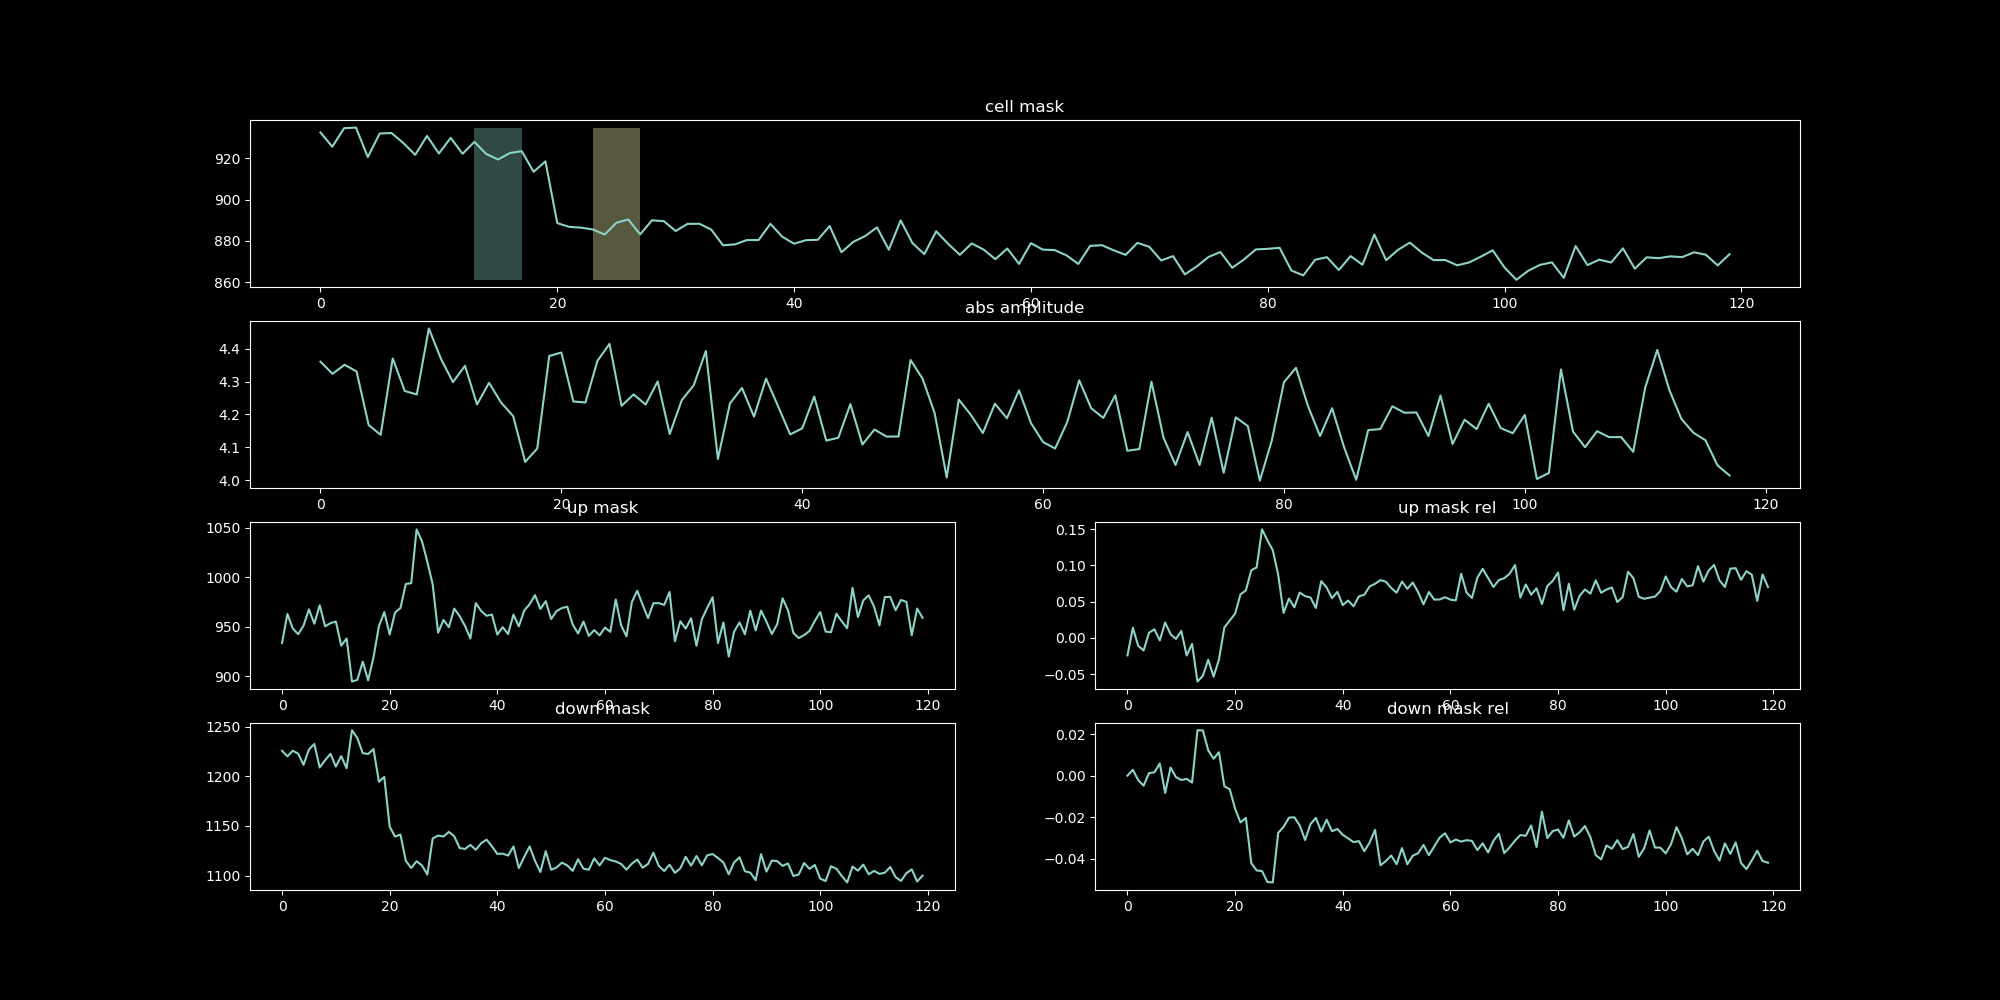 cell mask
920
900
880
860
0 20 40 60 80 100 120
abs amplitude
4.4
4.3
4.2
4.1
4.0
0 20 40 60 80 100 120
up mask
1050
1000
950
900
0 20 40 60 80 100 120
up mask rel
0.15
0.10
0.05
0.00
−0.05
0 20 40 60 80 100 120
down mask
1250
1200
1150
1100
0 20 40 60 80 100 120
down mask rel
0.02
0.00
−0.02
−0.04
0 20 40 60 80 100 120